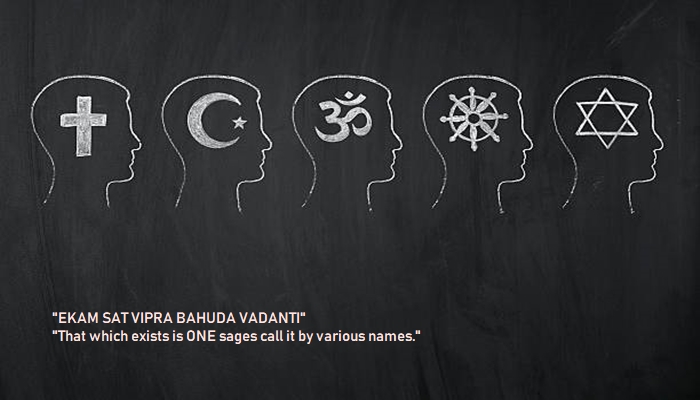 "EKAM SAT VIPRA BAHUDA VADANTI"
"That which exists is ONE sages call it by various names."